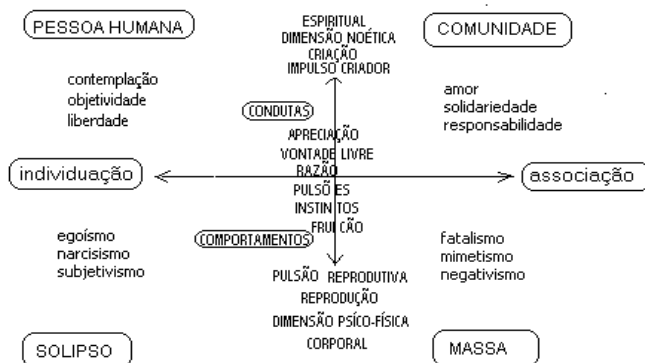 PESSOA HUMANA
ESPIRITUAL
DIMENSÃO NOÉTICA
CRIAÇÃO
IMPULSO CRIADOR
COMUNIDADE
contemplação
objetividade
liberdade
CONDUTAS
amor
solidariedade
responsabilidade
APRECIAÇÃO
VONTADE LIVRE
RAZÃO
individuação
associação
PULSÕES
INSTINTOS
FRUICÃO
egoísmo
narcisismo
subjetivismo
COMPORTAMENTOS
fatalismo
mimetismo
negativismo
PULSÃO REPRODUTIVA
REPRODUÇÃO
DIMENSÃO PSÍCO-FÍSICA
CORPORAL
SOLIPSO
MASSA